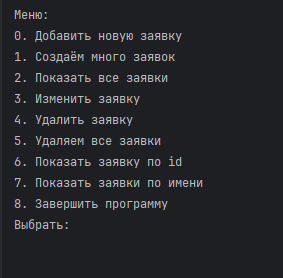 Меню:
0. Добавить новую заявку
1. Создаём много заявок
2. Показать все заявки
3. Изменить заявку
4. Удалить заявку
5. Удаляем все заявки
6. Показать заявку по id
7. Показать заявки по имени
8. Завершить программу
Выбрать: